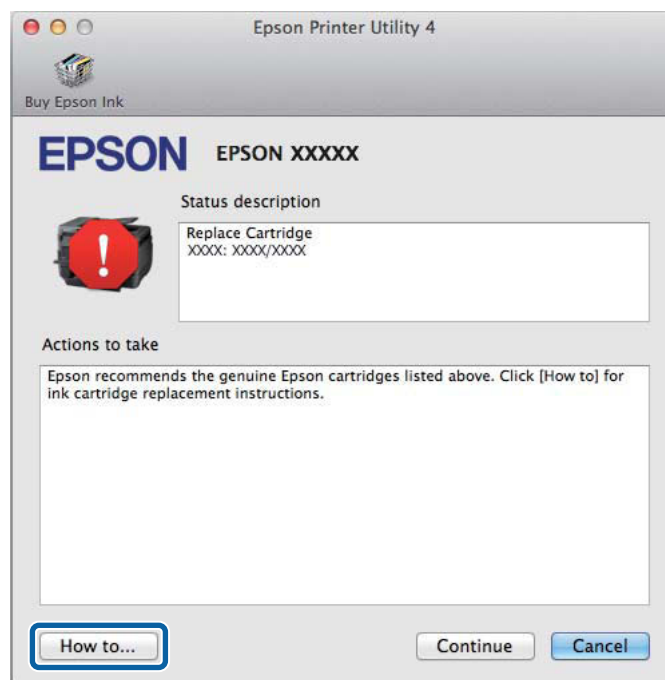 Epson Printer Utility 4
Buy Epson Ink
EPSON EPSON XXXXX
Status description
Replace Cartridge
XXXX: XXXX/XXXX
Actions to take
Epson recommends the genuine Epson cartridges listed above. Click [How to] for
ink cartridge replacement instructions.
How to... Continue Cancel